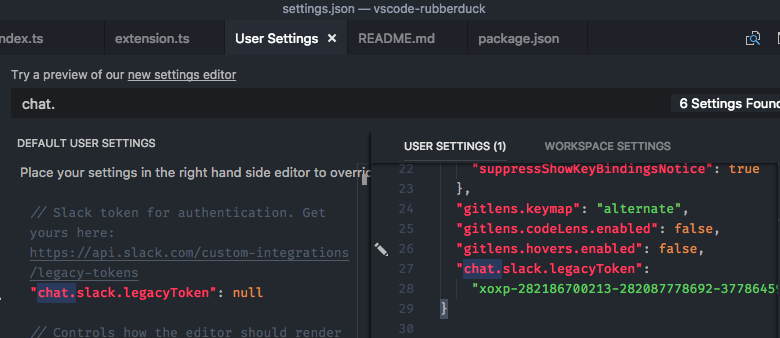 settings.json — vscode-rubberduck
ndex.ts extension.ts User Settings × README.md package.json
Try a preview of our new settings editor
chat. 6 Settings Found
DEFAULT USER SETTINGS
Place your settings in the right hand side editor to overric
// Slack token for authentication. Get
yours here:
https://api.slack.com/custom-integrations
/legacy-tokens
"chat.slack.legacyToken": null
// Controls how the editor should render
USER SETTINGS (1) WORKSPACE SETTINGS
22 "suppressShowKeyBindingsNotice": true
23 },
24 "gitlens.keymap": "alternate",
25 "gitlens.codeLens.enabled": false,
26 "gitlens.hovers.enabled": false,
27 "chat.slack.legacyToken":
28 "xoxp-282186700213-282087778692-37786459
29 }
30